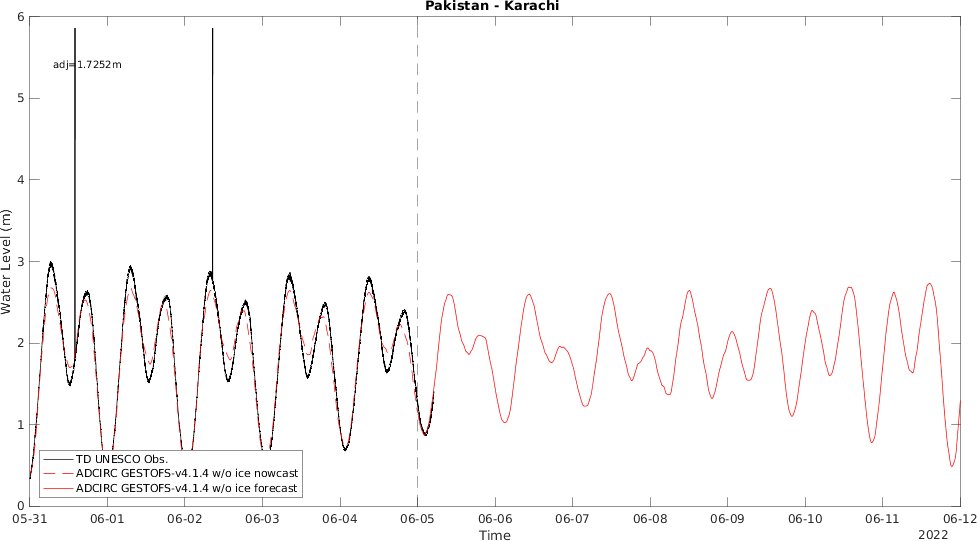 Pakistan - Karachi
6
adj=1.7252m
5
4
3
2
1
0
Water Level (m)
TD UNESCO Obs.
ADCIRC GESTOFS-v4.1.4 w/o ice nowcast
ADCIRC GESTOFS-v4.1.4 w/o ice forecast
05-31 06-01 06-02 06-03 06-04 06-05 06-06 06-07 06-08 06-09 06-10 06-11 06-12
Time
2022